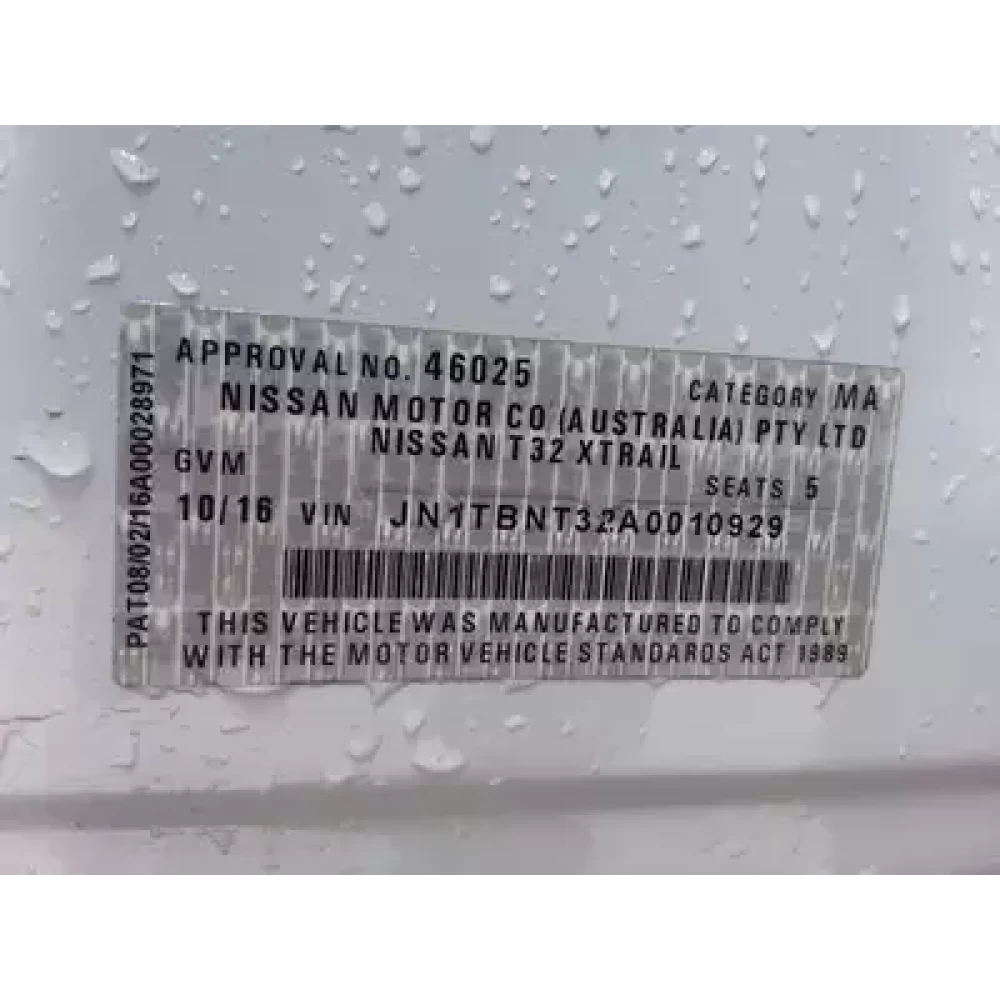 PAT08/02/16A00028971
APPROVAL NO. 46025 CATEGORY MA
NISSAN MOTOR CO (AUSTRALIA) PTY LTD
NISSAN T32 XTRAIL
GVM SEATS 5
10/16 VIN JN1TBNT32A0010929
THIS VEHICLE WAS MANUFACTURED TO COMPLY
WITH THE MOTOR VEHICLE STANDARDS ACT 1989